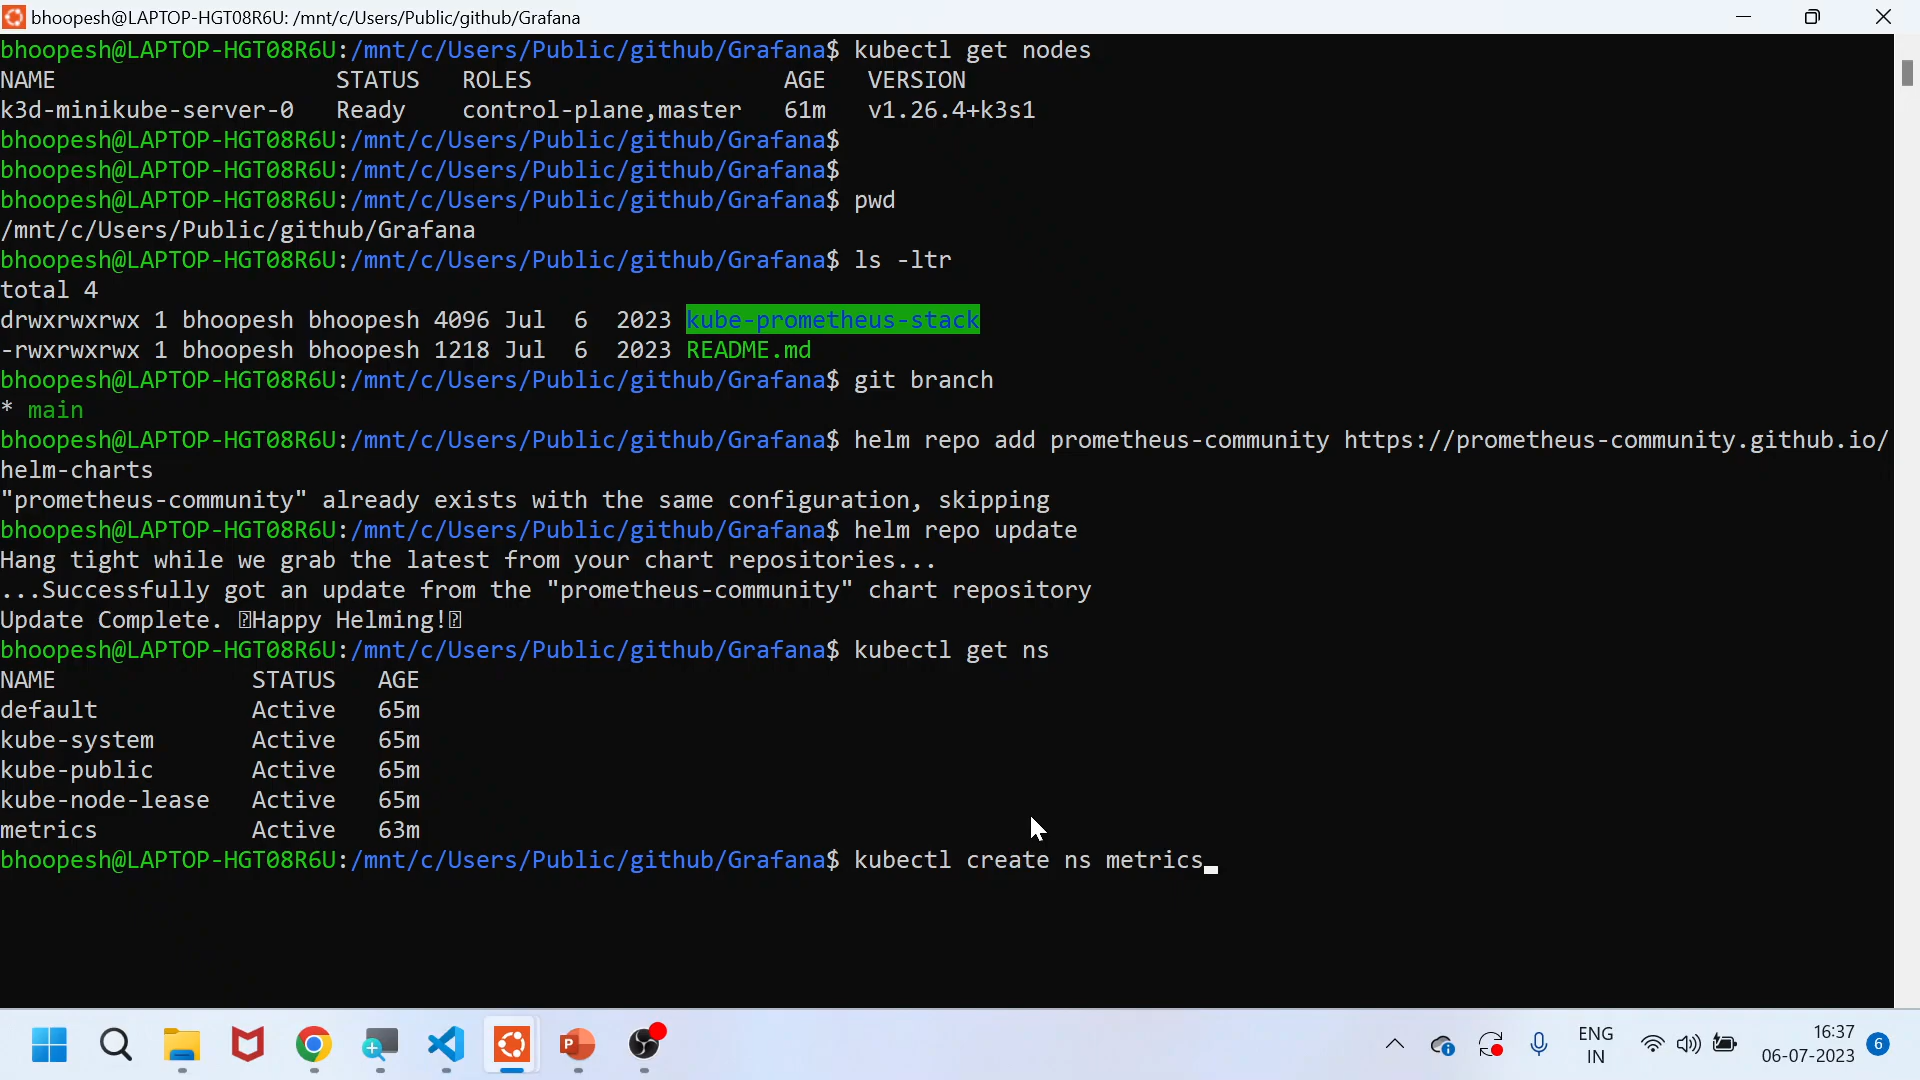 bhoopesh@LAPTOP-HGT08R6U: /mnt/c/Users/Public/github/Grafana
bhoopesh@LAPTOP-HGT08R6U:/mnt/c/Users/Public/github/Grafana$ kubectl get nodes
NAME                    STATUS   ROLES                  AGE   VERSION
k3d-minikube-server-0   Ready    control-plane,master   61m   v1.26.4+k3s1
bhoopesh@LAPTOP-HGT08R6U:/mnt/c/Users/Public/github/Grafana$
bhoopesh@LAPTOP-HGT08R6U:/mnt/c/Users/Public/github/Grafana$
bhoopesh@LAPTOP-HGT08R6U:/mnt/c/Users/Public/github/Grafana$ pwd
/mnt/c/Users/Public/github/Grafana
bhoopesh@LAPTOP-HGT08R6U:/mnt/c/Users/Public/github/Grafana$ ls -ltr
total 4
drwxrwxrwx 1 bhoopesh bhoopesh 4096 Jul  6  2023 kube-prometheus-stack
-rwxrwxrwx 1 bhoopesh bhoopesh 1218 Jul  6  2023 README.md
bhoopesh@LAPTOP-HGT08R6U:/mnt/c/Users/Public/github/Grafana$ git branch
* main
bhoopesh@LAPTOP-HGT08R6U:/mnt/c/Users/Public/github/Grafana$ helm repo add prometheus-community https://prometheus-community.github.io/
helm-charts
"prometheus-community" already exists with the same configuration, skipping
bhoopesh@LAPTOP-HGT08R6U:/mnt/c/Users/Public/github/Grafana$ helm repo update
Hang tight while we grab the latest from your chart repositories...
...Successfully got an update from the "prometheus-community" chart repository
Update Complete. ⍰Happy Helming!⍰
bhoopesh@LAPTOP-HGT08R6U:/mnt/c/Users/Public/github/Grafana$ kubectl get ns
NAME              STATUS   AGE
default           Active   65m
kube-system       Active   65m
kube-public       Active   65m
kube-node-lease   Active   65m
metrics           Active   63m
bhoopesh@LAPTOP-HGT08R6U:/mnt/c/Users/Public/github/Grafana$ kubectl create ns metrics
ENG
IN
16:37
06-07-2023
6